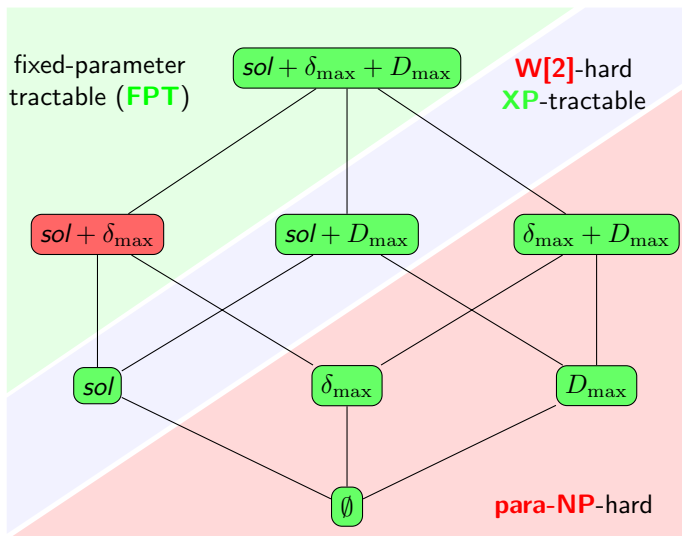 fixed-parameter
tractable (FPT)
sol + δmax + Dmax
W[2]-hard
XP-tractable
sol + δmax
sol + Dmax
δmax + Dmax
sol
δmax
Dmax
∅
para-NP-hard